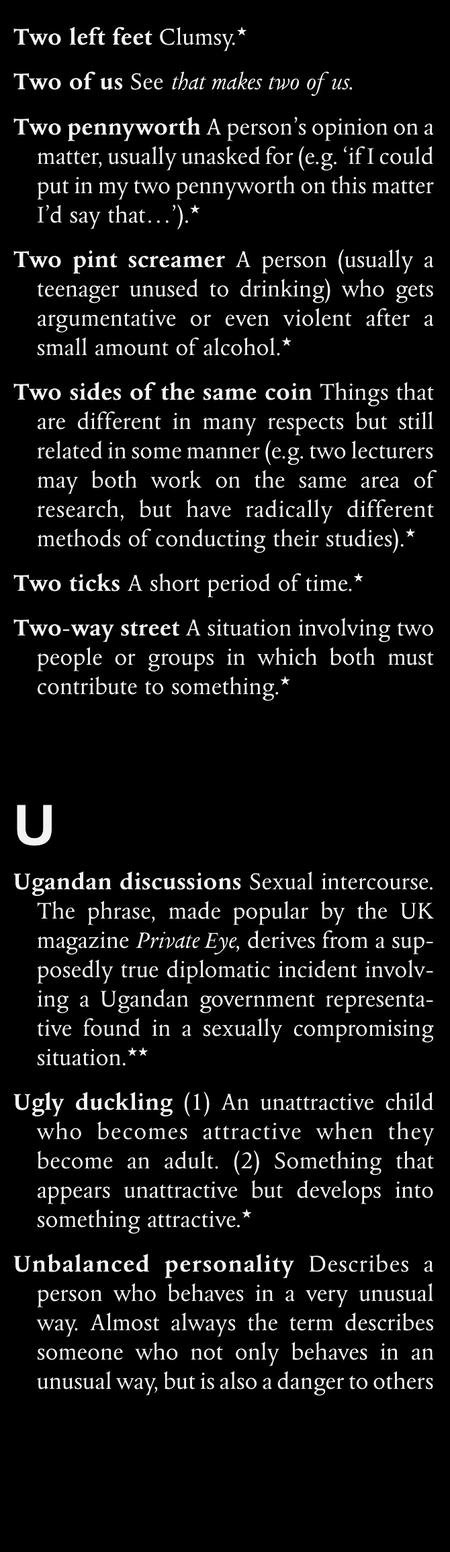 Two left feet Clumsy.★
Two of us See that makes two of us.
Two pennyworth A person’s opinion on a
matter, usually unasked for (e.g. ‘if I could
put in my two pennyworth on this matter
I’d say that…’).★
Two pint screamer A person (usually a
teenager unused to drinking) who gets
argumentative or even violent after a
small amount of alcohol.★
Two sides of the same coin Things that
are different in many respects but still
related in some manner (e.g. two lecturers
may both work on the same area of
research, but have radically different
methods of conducting their studies).★
Two ticks A short period of time.★
Two-way street A situation involving two
people or groups in which both must
contribute to something.★
U
Ugandan discussions Sexual intercourse.
The phrase, made popular by the UK
magazine Private Eye, derives from a sup-
posedly true diplomatic incident involv-
ing a Ugandan government representa-
tive found in a sexually compromising
situation.★★
Ugly duckling (1) An unattractive child
who becomes attractive when they
become an adult. (2) Something that
appears unattractive but develops into
something attractive.★
Unbalanced personality Describes a
person who behaves in a very unusual
way. Almost always the term describes
someone who not only behaves in an
unusual way, but is also a danger to others